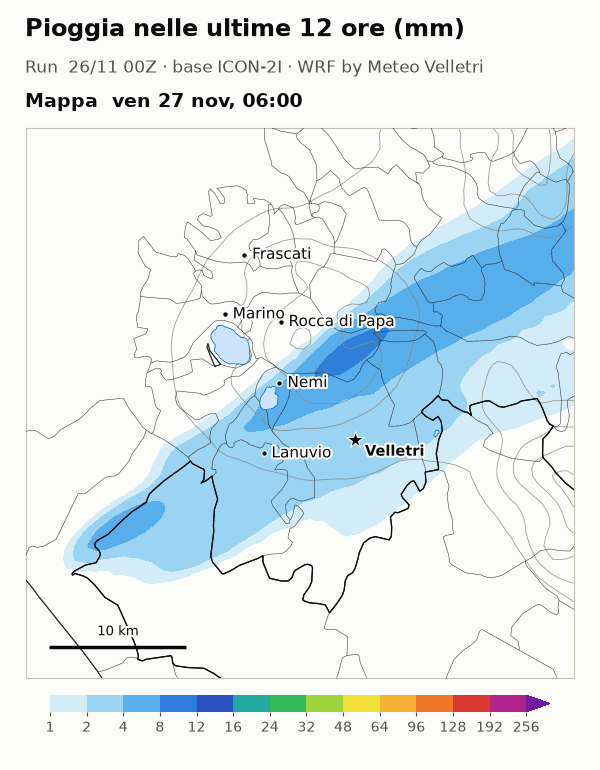 Pioggia nelle ultime 12 ore (mm)
Run  26/11 00Z · base ICON-2I · WRF by Meteo Velletri
Mappa  ven 27 nov, 06:00
Frascati
Marino
Rocca di Papa
Nemi
Velletri
Lanuvio
10 km
1 2 4 8 12 16 24 32 48 64 96 128 192 256